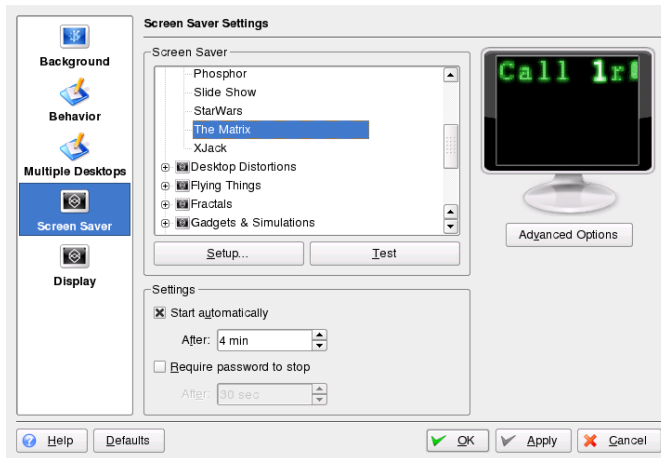 Screen Saver Settings
Background
Behavior
Multiple Desktops
Screen Saver
Display
Screen Saver
Phosphor
Slide Show
StarWars
The Matrix
XJack
Desktop Distortions
Flying Things
Fractals
Gadgets & Simulations
Setup...
Test
Settings
Start automatically
After: 4 min
Require password to stop
After: 30 sec
Call 1r
Advanced Options
Help
Defaults
OK
Apply
Cancel